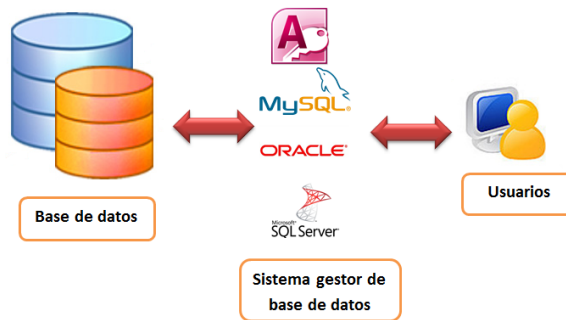 A
MySQL®
ORACLE®
Microsoft®
SQL Server®
Base de datos
Usuarios
Sistema gestor de
base de datos